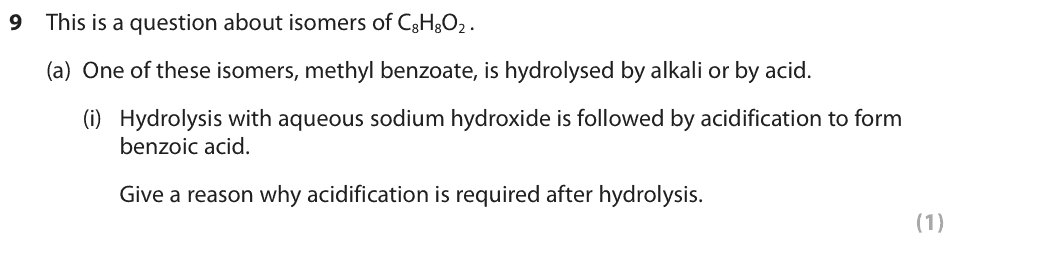 9 This is a question about isomers of C₈H₈O₂ .
(a) One of these isomers, methyl benzoate, is hydrolysed by alkali or by acid.
(i) Hydrolysis with aqueous sodium hydroxide is followed by acidification to form
benzoic acid.
Give a reason why acidification is required after hydrolysis.
(1)